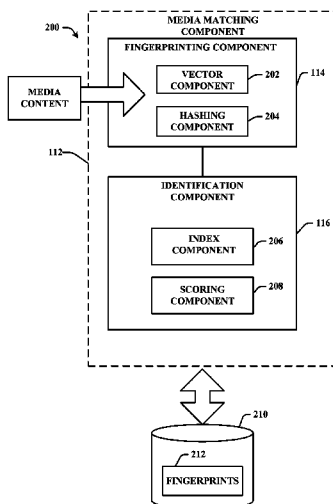 200
MEDIA MATCHING
COMPONENT
FINGERPRINTING COMPONENT
VECTOR
COMPONENT
202
114
MEDIA
CONTENT
HASHING
COMPONENT
204
112
IDENTIFICATION
COMPONENT
116
INDEX
COMPONENT
206
SCORING
COMPONENT
208
210
212
FINGERPRINTS